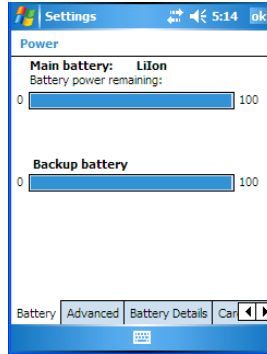 Settings 5:14 ok
Power
Main battery: LiIon
Battery power remaining:
0 100
Backup battery
0 100
Battery Advanced Battery Details Car